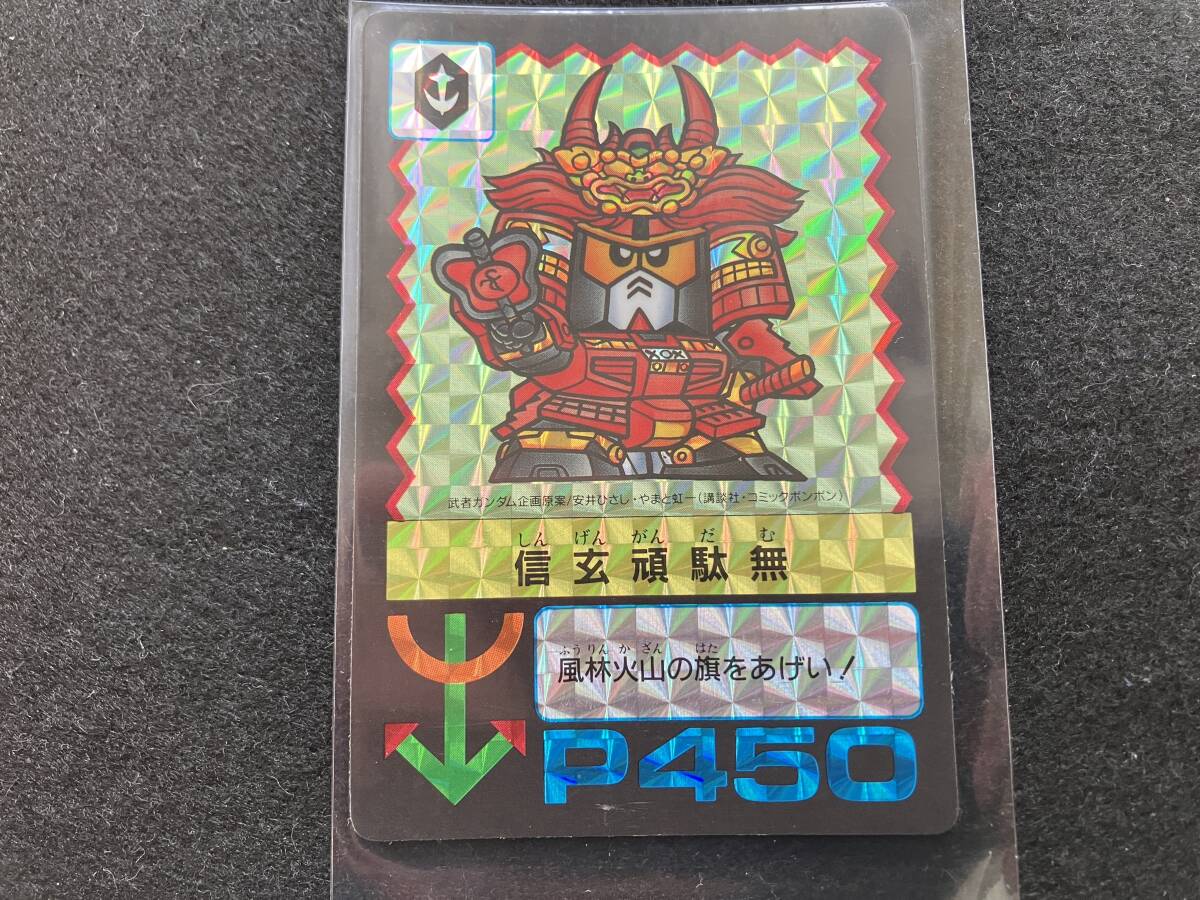 武者ガンダム企画原案/安井ひさし・やまと虹一(講談社・コミックボンボン)
しん げん がん だ む
信玄頑駄無
ふうりん か ざん はた
風林火山の旗をあげい!
P450